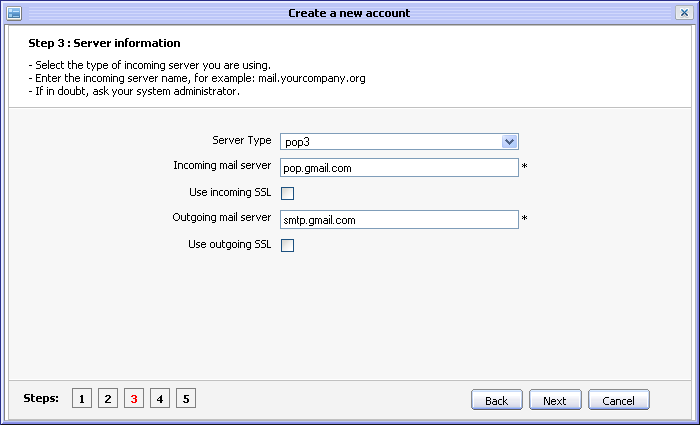 Create a new account
Step 3 : Server information
- Select the type of incoming server you are using.
- Enter the incoming server name, for example: mail.yourcompany.org
- If in doubt, ask your system administrator.
Server Type pop3
Incoming mail server pop.gmail.com *
Use incoming SSL
Outgoing mail server smtp.gmail.com *
Use outgoing SSL
Steps: 1 2 3 4 5 Back Next Cancel